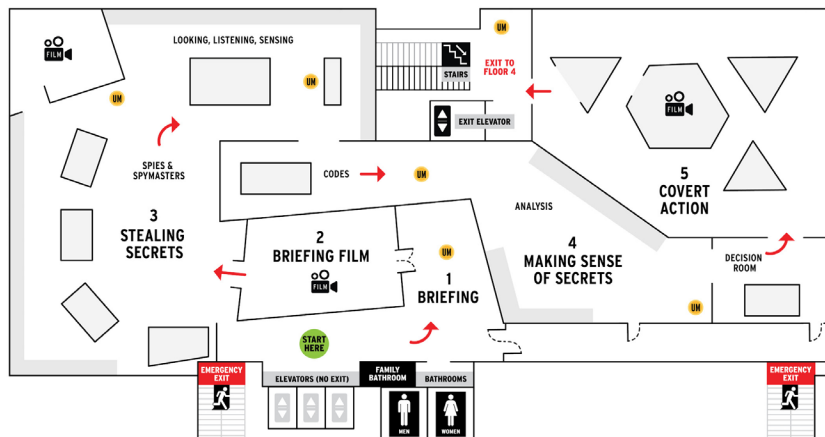 FILM
LOOKING, LISTENING, SENSING
UM
UM
SPIES &
SPYMASTERS
3
STEALING
SECRETS
STAIRS
UM
EXIT TO
FLOOR 4
EXIT ELEVATOR
FILM
5
COVERT
ACTION
CODES
UM
ANALYSIS
2
BRIEFING FILM
FILM
UM
1
BRIEFING
4
MAKING SENSE
OF SECRETS
DECISION
ROOM
UM
START
HERE
EMERGENCY
EXIT
ELEVATORS (NO EXIT)
FAMILY
BATHROOM
BATHROOMS
MEN
WOMEN
EMERGENCY
EXIT